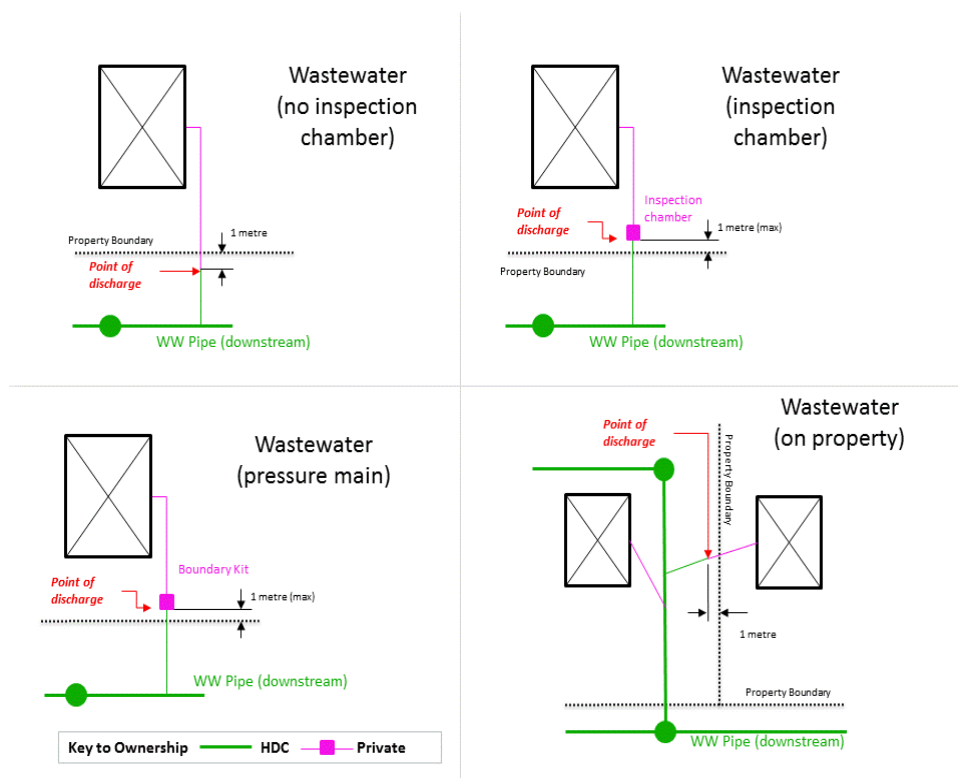 Wastewater
(no inspection
chamber)
Property Boundary
1 metre
Point of
discharge
WW Pipe (downstream)
Wastewater
(inspection
chamber)
Inspection
chamber
Point of
discharge
1 metre (max)
Property Boundary
WW Pipe (downstream)
Wastewater
(pressure main)
Boundary Kit
Point of
discharge
1 metre (max)
WW Pipe (downstream)
Key to Ownership
HDC
Private
Wastewater
(on property)
Point of
discharge
Property Boundary
1 metre
Property Boundary
WW Pipe (downstream)